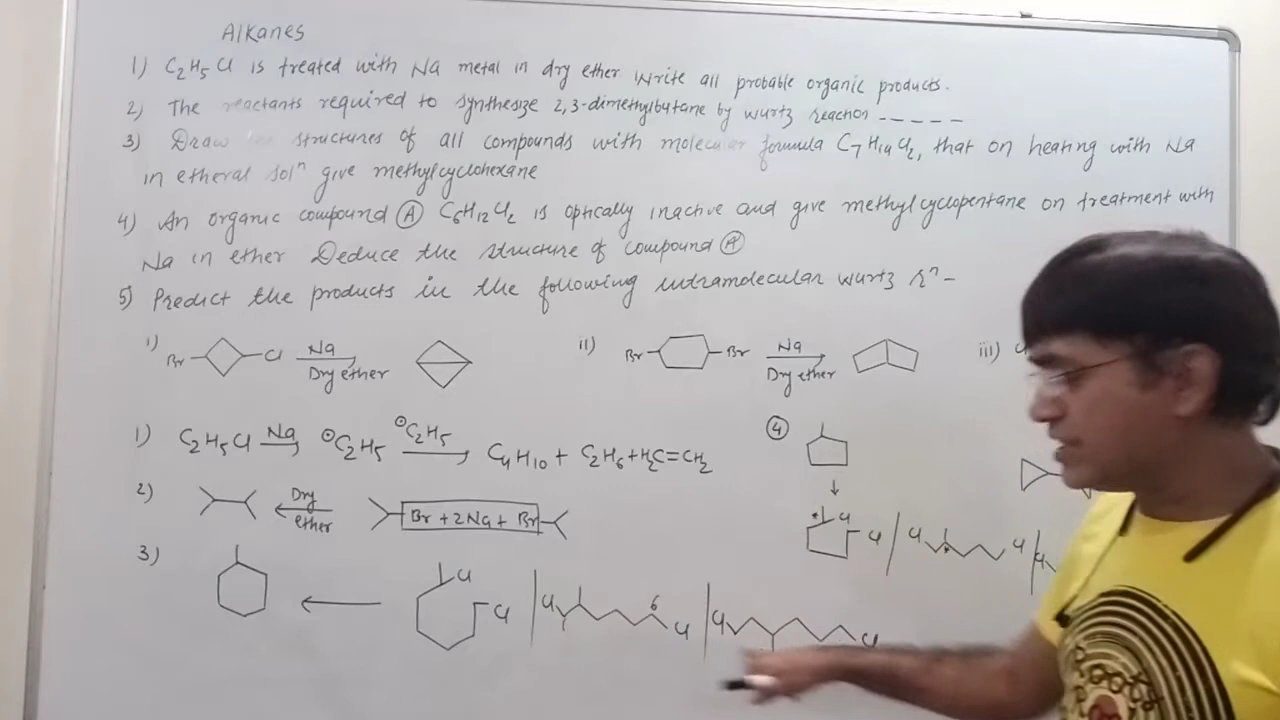 Alkanes
1) C2H5Cl is treated with Na metal in dry ether Write all probable organic products.
2) The reactants required to synthesize 2,3-dimethylbutane by wurtz reaction -----
3) Draw structures of all compounds with molecular formula C7H14Cl2, that on heating with Na
in etheral soln give methylcyclohexane
4) An organic compound (A) C6H12Cl2 is optically inactive and give methylcyclopentane on treatment with
Na in ether Deduce the structure of compound (A)
5) Predict the products in the following intramolecular wurtz rn -
i) Br Cl Na
Dry ether
ii) Br Br Na
Dry ether
iii)
1) C2H5Cl Na ⊖C2H5 ⊖C2H5 C4H10 + C2H6 + H2C=CH2
2) Dry
ether Br + 2Na + Br
3) Cl Cl | Cl 6 Cl | Cl Cl
④
* Cl Cl | Cl * Cl |